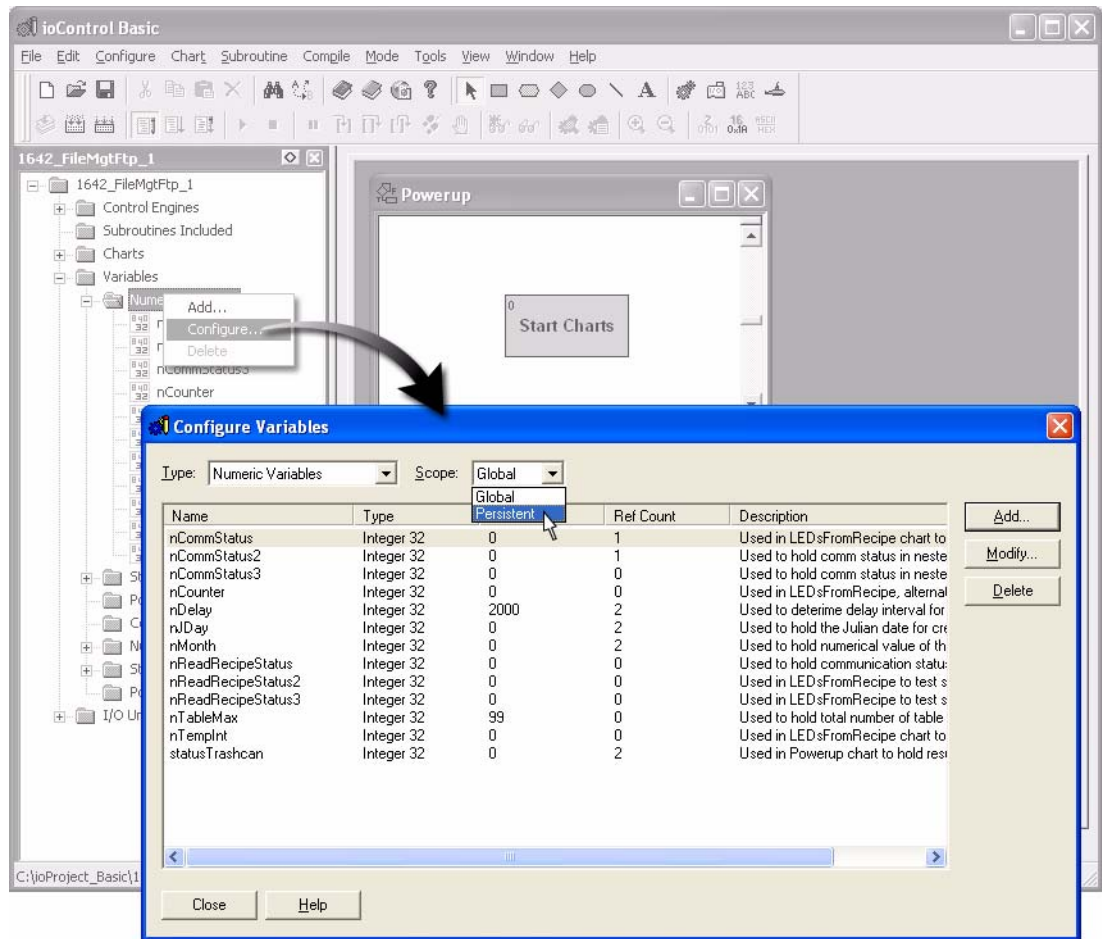 ioControl Basic
File Edit Configure Chart Subroutine Compile Mode Tools View Window Help
1642_FileMgtFtp_1
1642_FileMgtFtp_1
Control Engines
Subroutines Included
Charts
Variables
Nume
Add...
Configure...
Delete
nCommStatus3
nCounter
I/O Un
Powerup
0
Start Charts
Configure Variables
Type: Numeric Variables Scope: Global
Global
Persistent
Name Type Ref Count Description
nCommStatus Integer 32 0 1 Used in LEDsFromRecipe chart to
nCommStatus2 Integer 32 0 1 Used to hold comm status in neste
nCommStatus3 Integer 32 0 0 Used to hold comm status in neste
nCounter Integer 32 0 0 Used in LEDsFromRecipe, alternat
nDelay Integer 32 2000 2 Used to deterime delay interval for
nJDay Integer 32 0 2 Used to hold the Julian date for cre
nMonth Integer 32 0 2 Used to hold numerical value of th
nReadRecipeStatus Integer 32 0 0 Used to hold communication status
nReadRecipeStatus2 Integer 32 0 0 Used in LEDsFromRecipe to test s
nReadRecipeStatus3 Integer 32 0 0 Used in LEDsFromRecipe to test s
nTableMax Integer 32 99 0 Used to hold total number of table
nTempInt Integer 32 0 0 Used in LEDsFromRecipe chart to
statusTrashcan Integer 32 0 2 Used in Powerup chart to hold resu
Add...
Modify...
Delete
Close Help
C:\ioProject_Basic\1